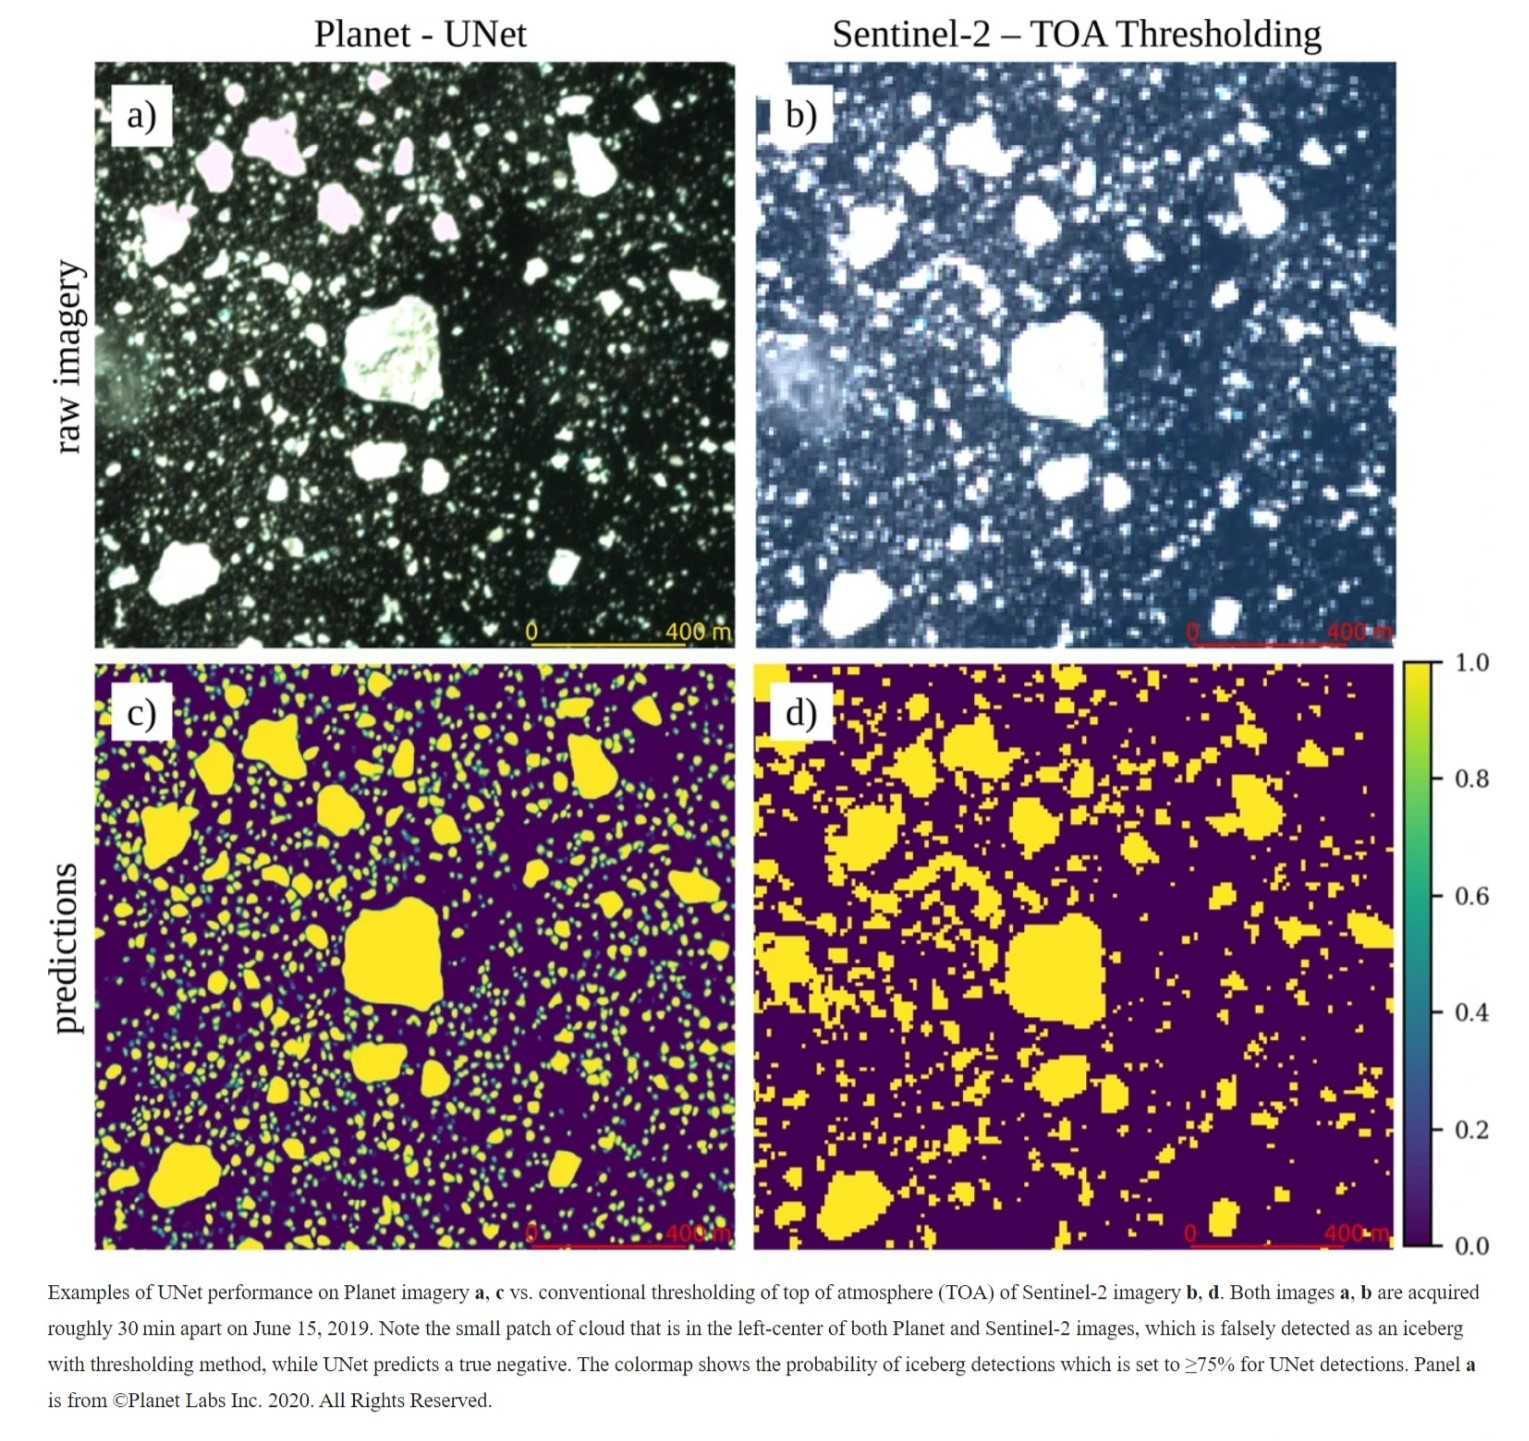 Planet - UNet
Sentinel-2 – TOA Thresholding
a)
b)
raw imagery
0 400 m
0 400 m
c)
d)
predictions
0 400 m
0 400 m
1.0
0.8
0.6
0.4
0.2
0.0
Examples of UNet performance on Planet imagery a, c vs. conventional thresholding of top of atmosphere (TOA) of Sentinel-2 imagery b, d. Both images a, b are acquired
roughly 30 min apart on June 15, 2019. Note the small patch of cloud that is in the left-center of both Planet and Sentinel-2 images, which is falsely detected as an iceberg
with thresholding method, while UNet predicts a true negative. The colormap shows the probability of iceberg detections which is set to ≥75% for UNet detections. Panel a
is from ©Planet Labs Inc. 2020. All Rights Reserved.